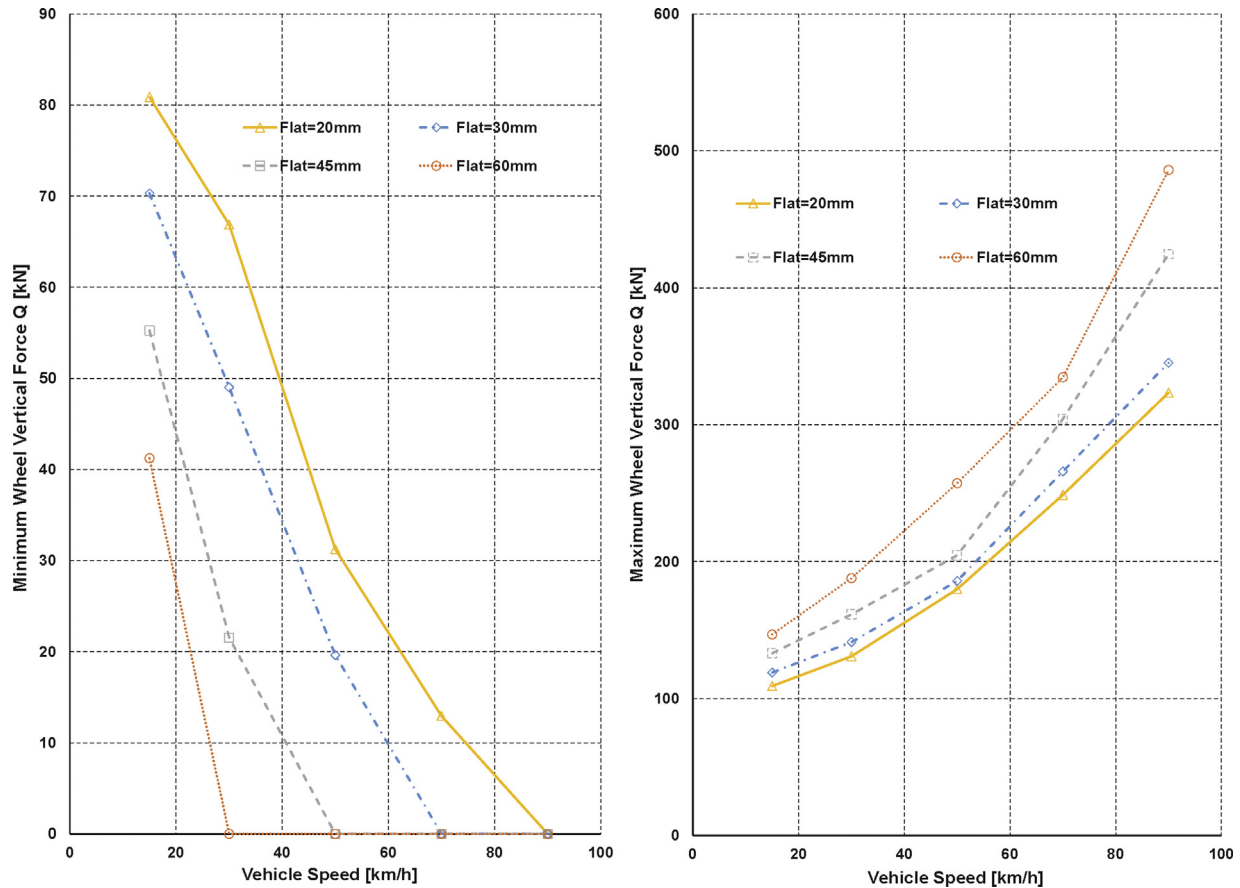 90
80
70
60
50
40
30
20
10
0
Minimum Wheel Vertical Force Q [kN]
Flat=20mm Flat=30mm
Flat=45mm Flat=60mm
0 20 40 60 80 100
Vehicle Speed [km/h]
600
500
400
300
200
100
0
Maximum Wheel Vertical Force Q [kN]
Flat=20mm Flat=30mm
Flat=45mm Flat=60mm
0 20 40 60 80 100
Vehicle Speed [km/h]